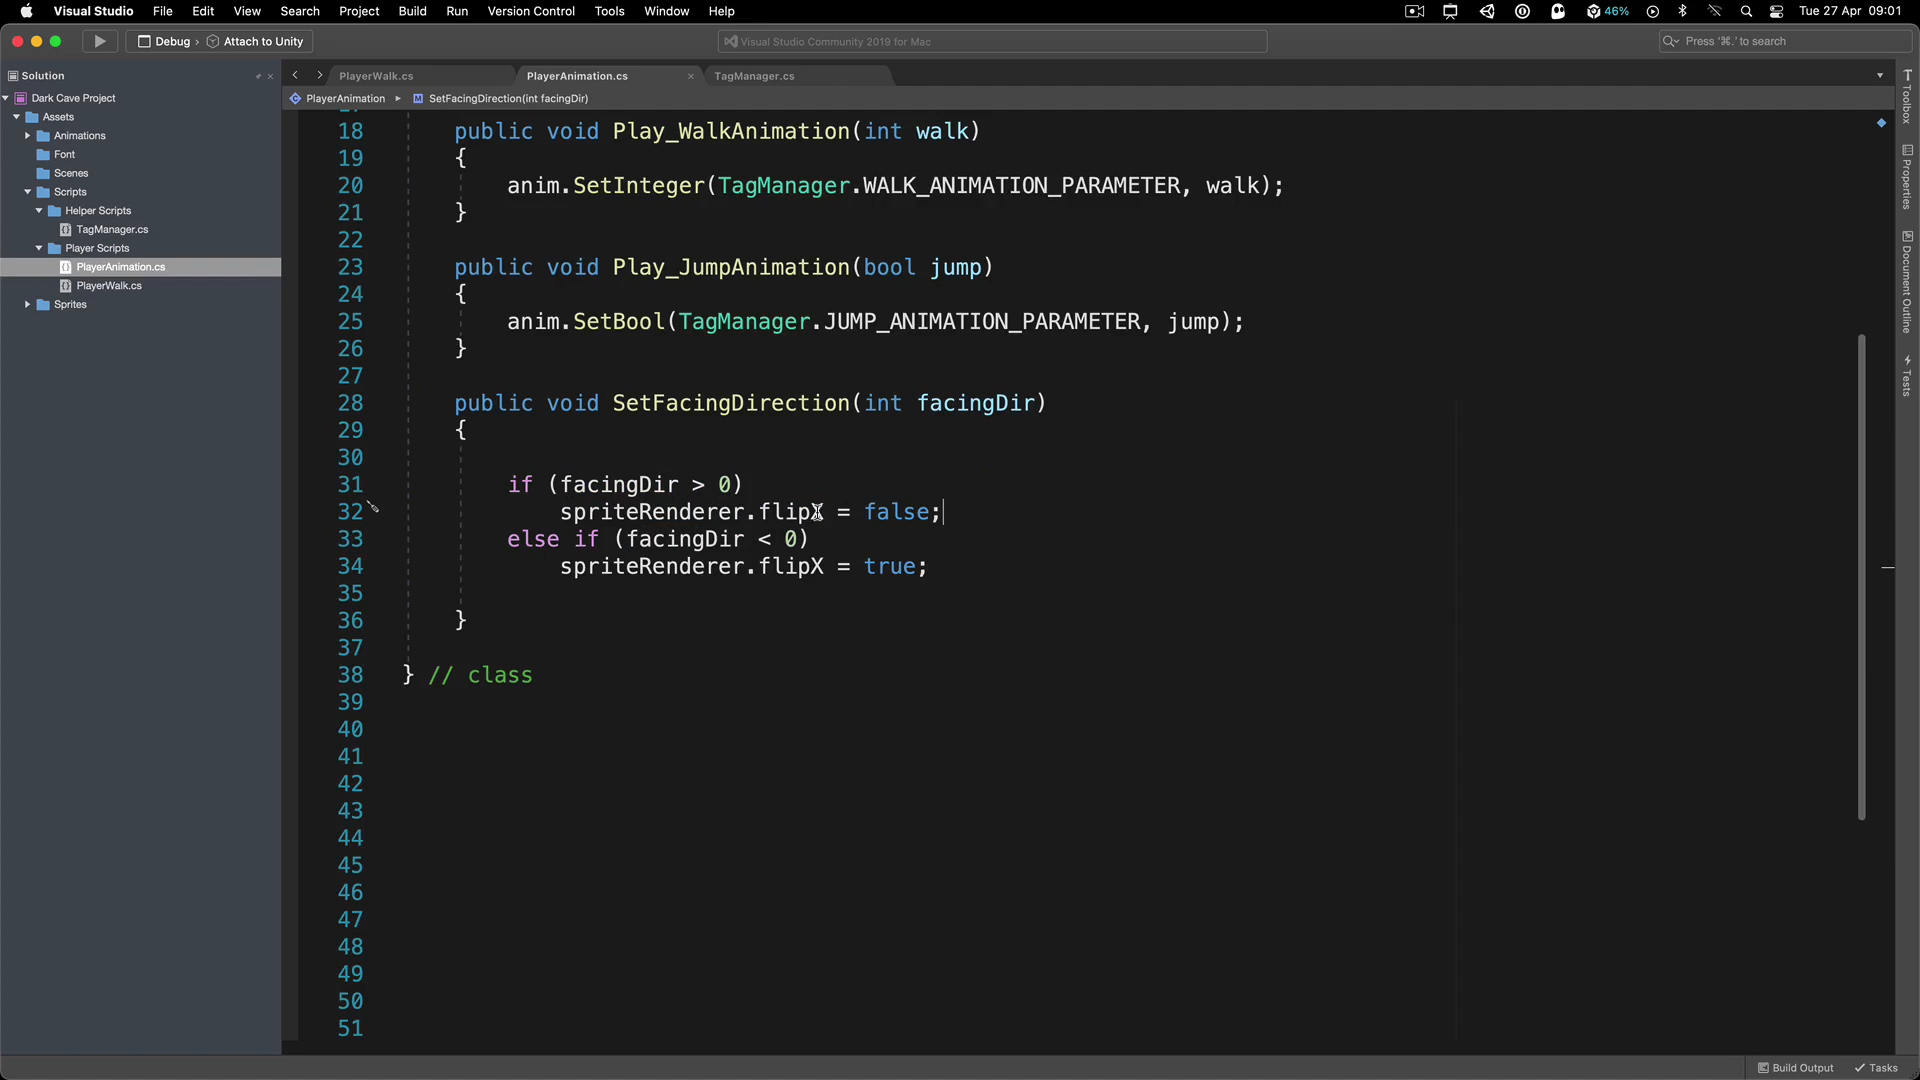 Visual Studio File Edit View Search Project Build Run Version Control Tools Window Help 46% Tue 27 Apr 09:01
Debug › Attach to Unity Visual Studio Community 2019 for Mac Press '⌘.' to search
Solution
Dark Cave Project
Assets
Animations
Font
Scenes
Scripts
Helper Scripts
TagManager.cs
Player Scripts
PlayerAnimation.cs
PlayerWalk.cs
Sprites
PlayerWalk.cs PlayerAnimation.cs TagManager.cs
PlayerAnimation SetFacingDirection(int facingDir)
18 public void Play_WalkAnimation(int walk)
19 {
20 anim.SetInteger(TagManager.WALK_ANIMATION_PARAMETER, walk);
21 }
22
23 public void Play_JumpAnimation(bool jump)
24 {
25 anim.SetBool(TagManager.JUMP_ANIMATION_PARAMETER, jump);
26 }
27
28 public void SetFacingDirection(int facingDir)
29 {
30
31 if (facingDir > 0)
32 spriteRenderer.flipX = false;
33 else if (facingDir < 0)
34 spriteRenderer.flipX = true;
35
36 }
37
38 } // class
39
40
41
42
43
44
45
46
47
48
49
50
51
Toolbox
Properties
Document Outline
Tests
Build Output Tasks